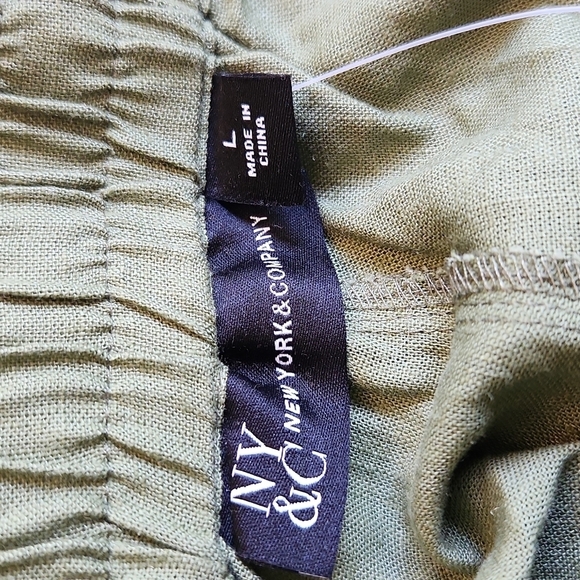 L
MADE IN
CHINA
NY
&C
NEW YORK & COMPANY